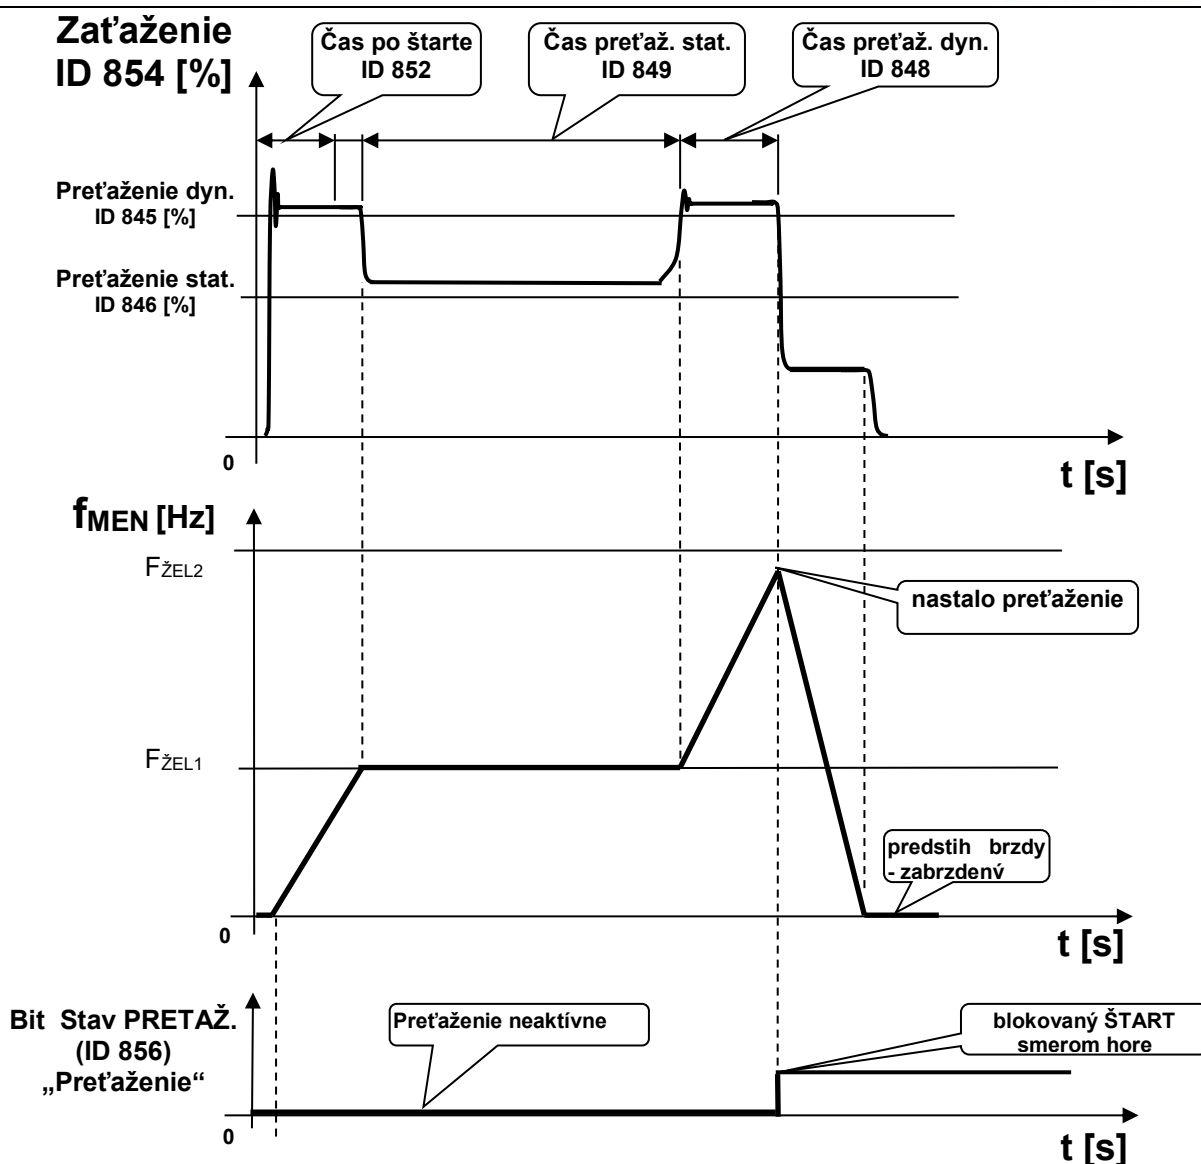 Zaťaženie
ID 854 [%]
Čas po štarte
ID 852
Čas preťaž. stat.
ID 849
Čas preťaž. dyn.
ID 848
Preťaženie dyn.
ID 845 [%]
Preťaženie stat.
ID 846 [%]
0
t [s]
fMEN [Hz]
FŽEL2
nastalo preťaženie
FŽEL1
predstih brzdy
- zabrzdený
0
t [s]
Bit Stav PRETAŽ.
(ID 856)
„Preťaženie“
Preťaženie neaktívne
blokovaný ŠTART
smerom hore
0
t [s]